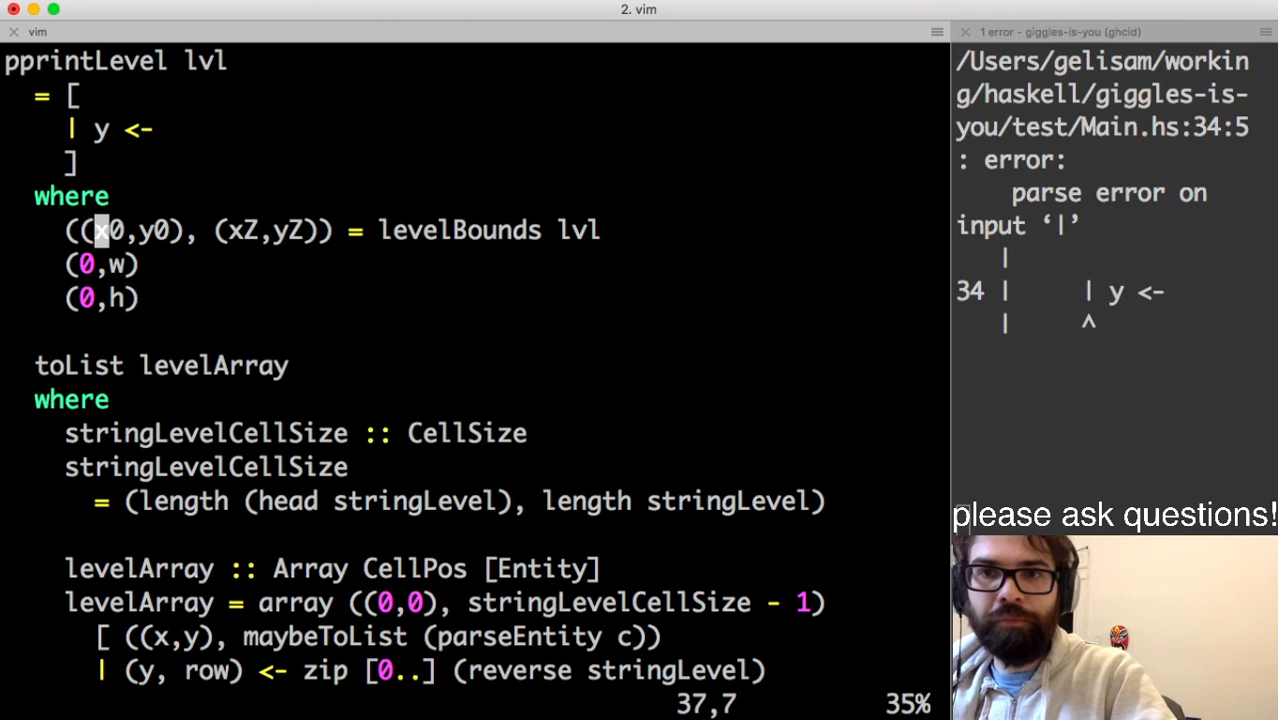 2. vim
vim
pprintLevel lvl
= [
| y <-
]
where
((x0,y0), (xZ,yZ)) = levelBounds lvl
(0,w)
(0,h)
toList levelArray
where
stringLevelCellSize :: CellSize
stringLevelCellSize
= (length (head stringLevel), length stringLevel)
levelArray :: Array CellPos [Entity]
levelArray = array ((0,0), stringLevelCellSize - 1)
[ ((x,y), maybeToList (parseEntity c))
| (y, row) <- zip [0..] (reverse stringLevel)
37,7 35%
1 error - giggles-is-you (ghcid)
/Users/gelisam/workin
g/haskell/giggles-is-
you/test/Main.hs:34:5
: error:
parse error on
input ‘|’
|
34 | | y <-
| ^
please ask questions!